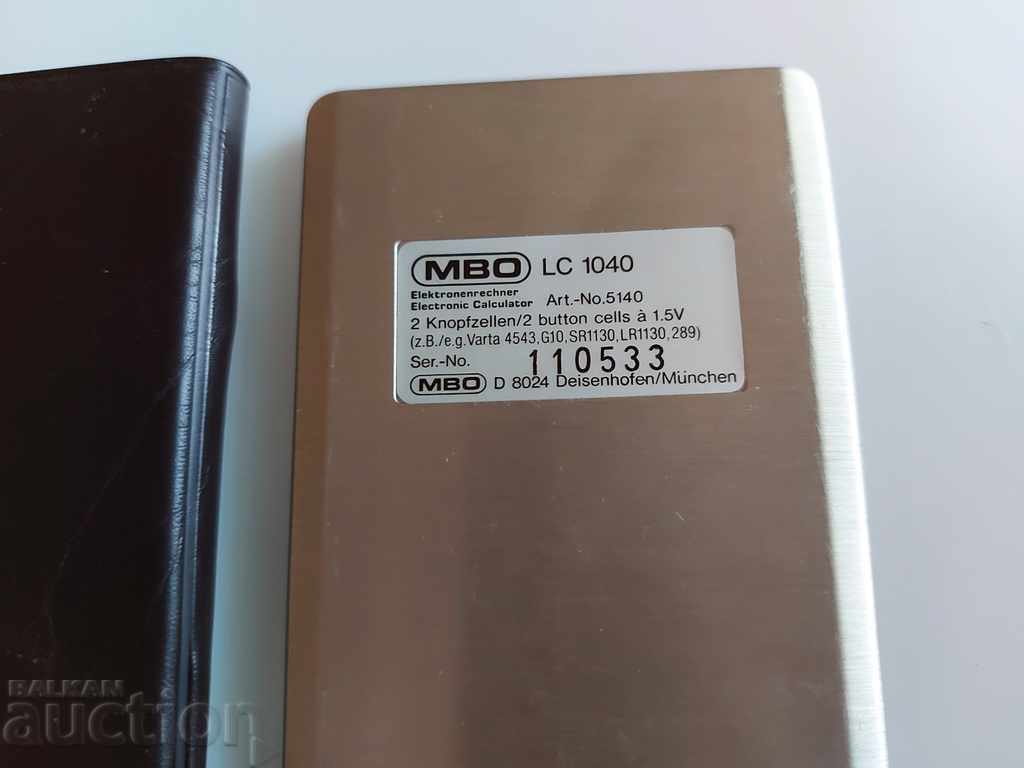 MBO LC 1040
Elektronenrechner
Electronic Calculator Art.-No.5140
2 Knopfzellen/2 button cells à 1.5V
(z.B./e.g.Varta 4543,G10,SR1130,LR1130,289)
Ser.-No. 110533
MBO D 8024 Deisenhofen/München
BALKAN
auction